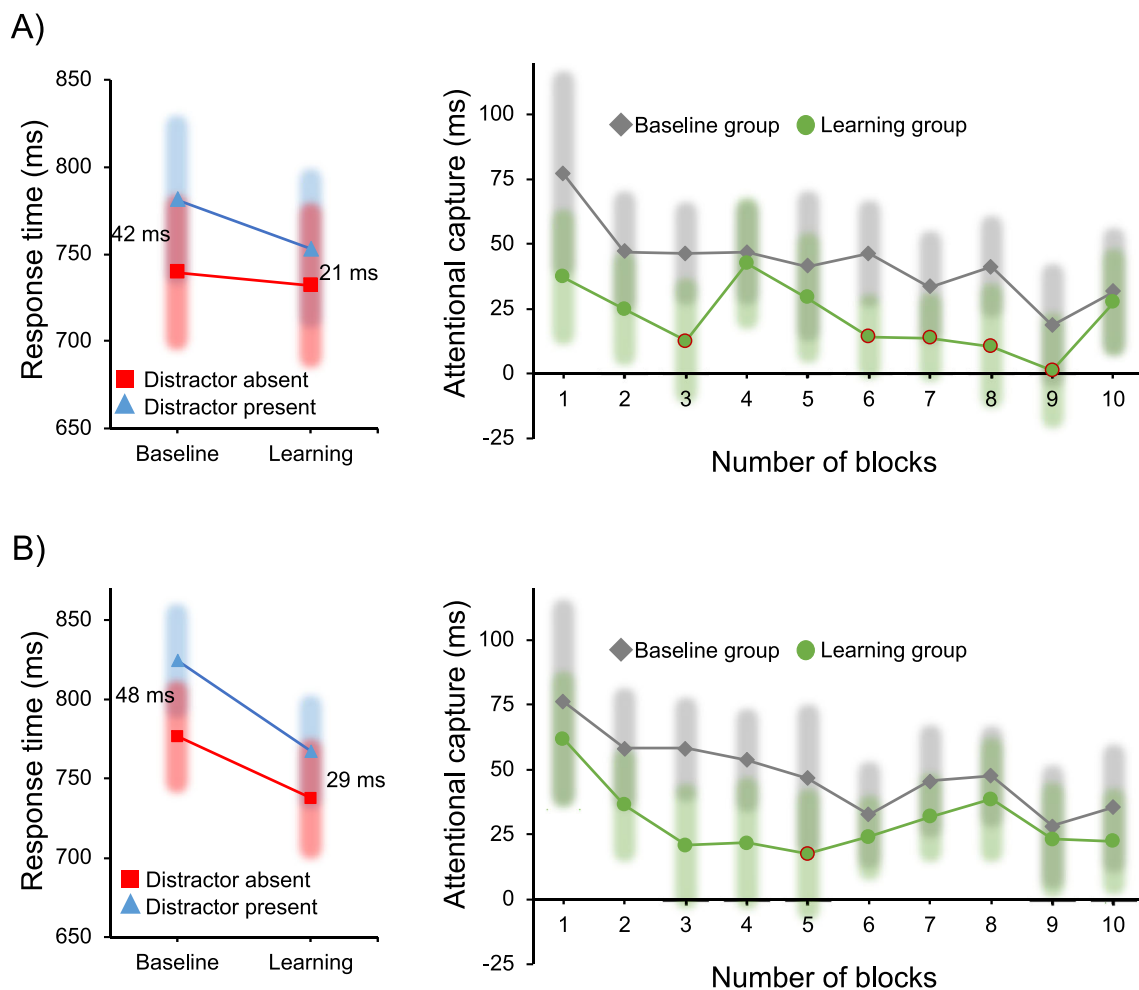 A)
Response time (ms)
850
800
750
700
650
42 ms
21 ms
Distractor absent
Distractor present
Baseline
Learning
Attentional capture (ms)
100
75
50
25
0
-25
Baseline group
Learning group
1 2 3 4 5 6 7 8 9 10
Number of blocks
B)
Response time (ms)
850
800
750
700
650
48 ms
29 ms
Distractor absent
Distractor present
Baseline
Learning
Attentional capture (ms)
100
75
50
25
0
-25
Baseline group
Learning group
1 2 3 4 5 6 7 8 9 10
Number of blocks